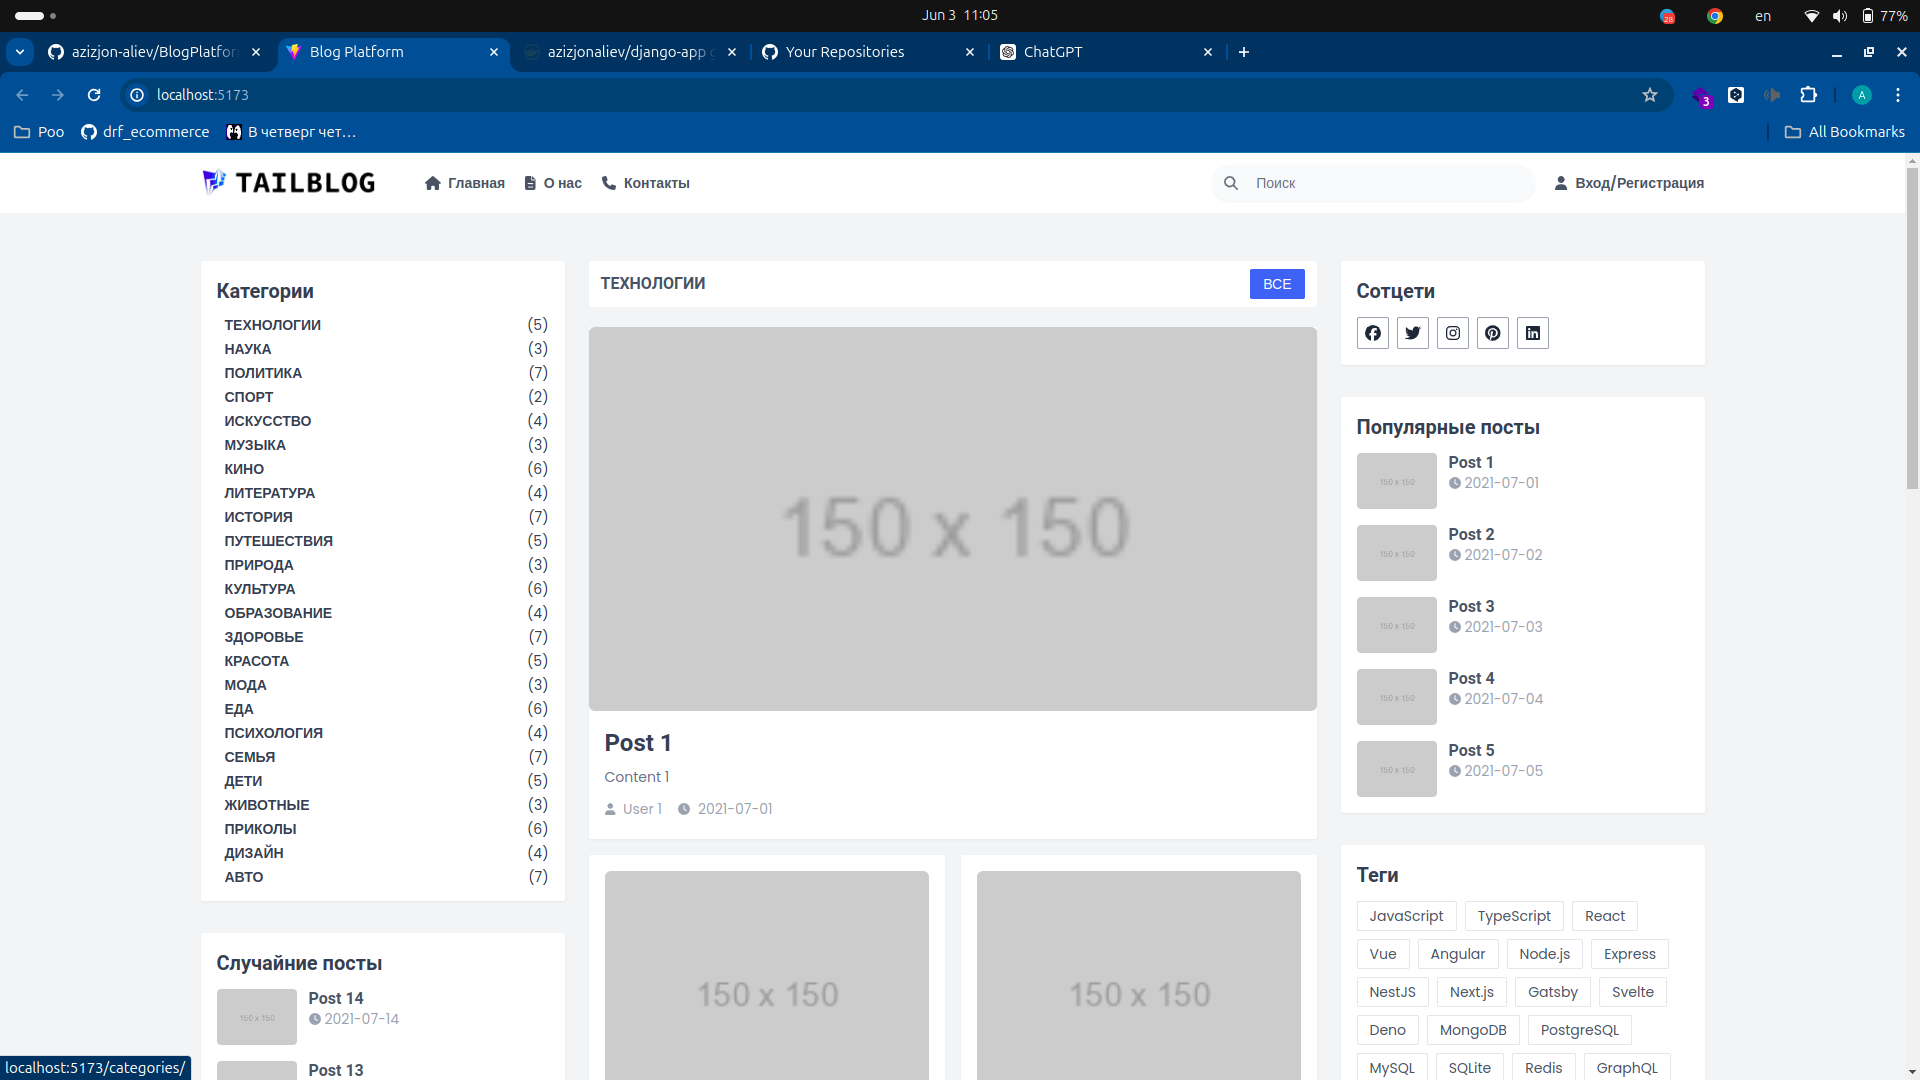 Jun 3 11:05
28
en
77%
azizjon-aliev/BlogPlatfor
Blog Platform
azizjonaliev/django-app
Your Repositories
ChatGPT
localhost:5173
3
A
Poo
drf_ecommerce
В четверг чет...
All Bookmarks
TAILBLOG
Главная
О нас
Контакты
Поиск
Вход/Регистрация
Категории
ТЕХНОЛОГИИ (5)
НАУКА (3)
ПОЛИТИКА (7)
СПОРТ (2)
ИСКУССТВО (4)
МУЗЫКА (3)
КИНО (6)
ЛИТЕРАТУРА (4)
ИСТОРИЯ (7)
ПУТЕШЕСТВИЯ (5)
ПРИРОДА (3)
КУЛЬТУРА (6)
ОБРАЗОВАНИЕ (4)
ЗДОРОВЬЕ (7)
КРАСОТА (5)
МОДА (3)
ЕДА (6)
ПСИХОЛОГИЯ (4)
СЕМЬЯ (7)
ДЕТИ (5)
ЖИВОТНЫЕ (3)
ПРИКОЛЫ (6)
ДИЗАЙН (4)
АВТО (7)
Случайние посты
150 x 150
Post 14
2021-07-14
Post 13
ТЕХНОЛОГИИ
ВСЕ
150 x 150
Post 1
Content 1
User 1
2021-07-01
150 x 150
150 x 150
Сотцети
Популярные посты
150 x 150
Post 1
2021-07-01
150 x 150
Post 2
2021-07-02
150 x 150
Post 3
2021-07-03
150 x 150
Post 4
2021-07-04
150 x 150
Post 5
2021-07-05
Теги
JavaScript TypeScript React
Vue Angular Node.js Express
NestJS Next.js Gatsby Svelte
Deno MongoDB PostgreSQL
MySQL SQLite Redis GraphQL
localhost:5173/categories/